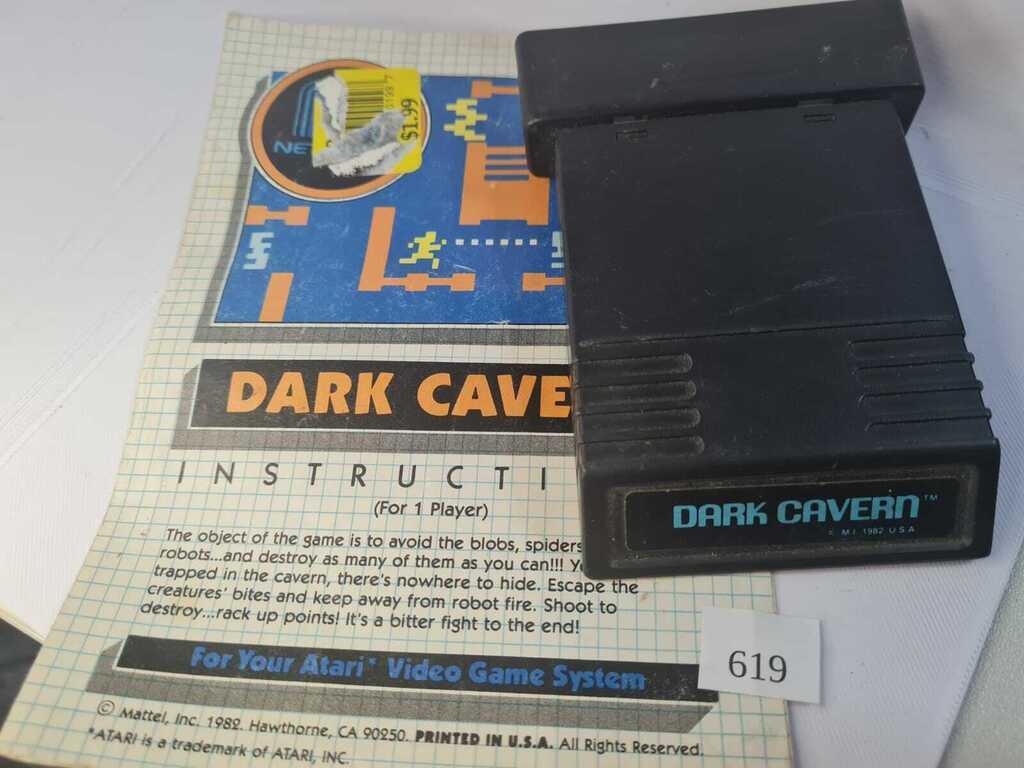 NE
$1.99
DARK CAVE
INSTRUCTI
(For 1 Player)
The object of the game is to avoid the blobs, spiders
robots...and destroy as many of them as you can!!! Y
trapped in the cavern, there's nowhere to hide. Escape the
creatures' bites and keep away from robot fire. Shoot to
destroy...rack up points! It's a bitter fight to the end!
For Your Atari* Video Game System
© Mattel, Inc. 1982. Hawthorne, CA 90250. PRINTED IN U.S.A. All Rights Reserved.
*ATARI is a trademark of ATARI, INC.
DARK CAVERN™
© M.I. 1982 U S A
619